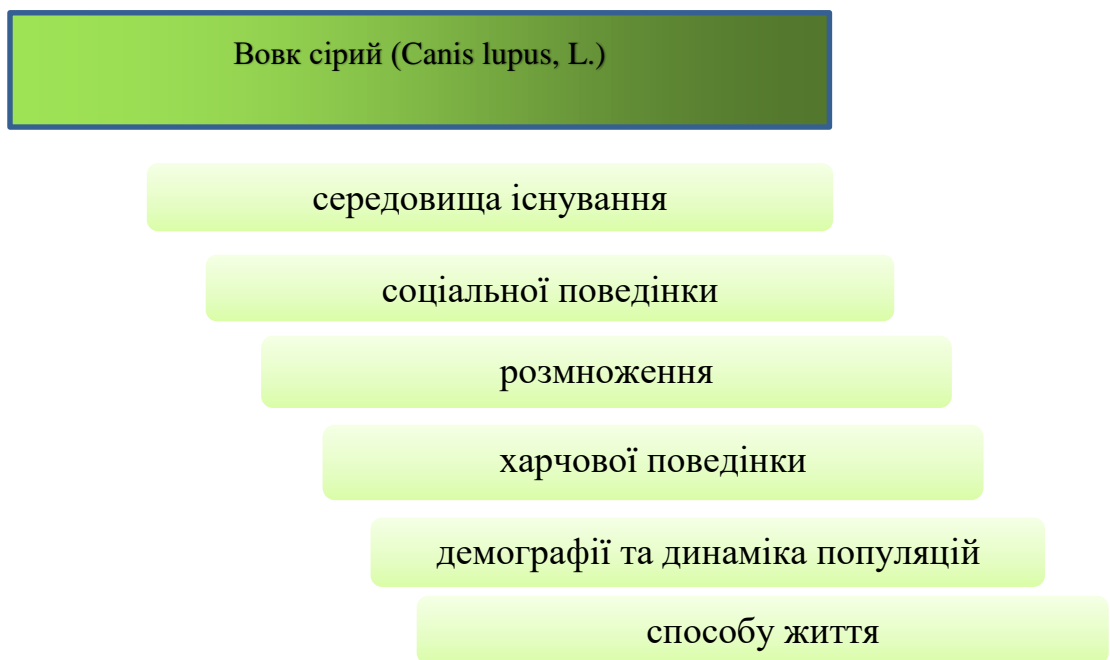 Вовк сірий (Canis lupus, L.)
середовища існування
соціальної поведінки
розмноження
харчової поведінки
демографії та динаміка популяцій
способу життя